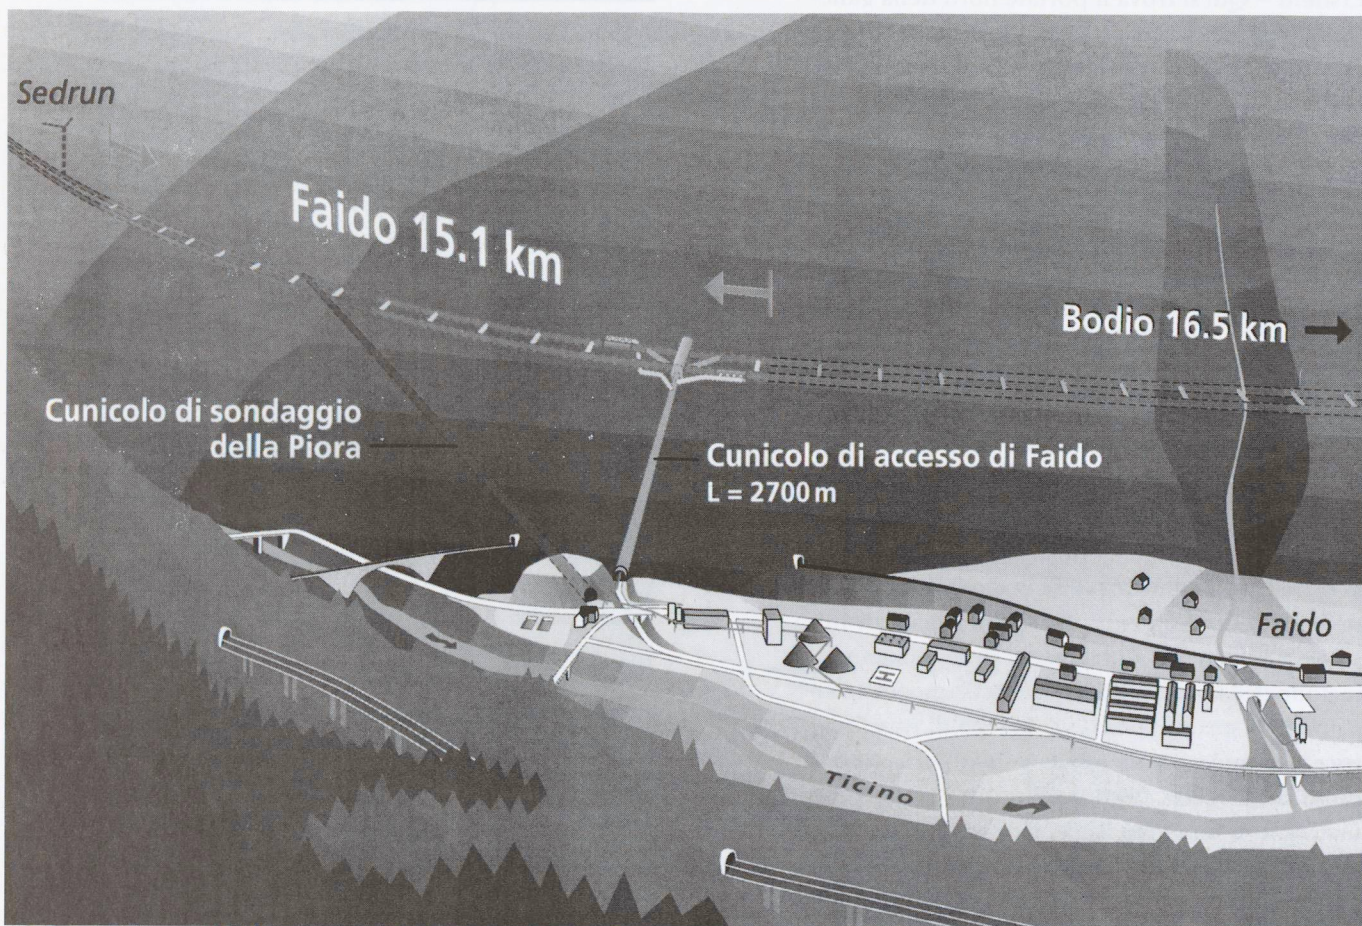 Sedrun
Faido 15.1 km
Bodio 16.5 km
Cunicolo di sondaggio
della Piora
Cunicolo di accesso di Faido
L = 2700 m
Faido
H
Ticino